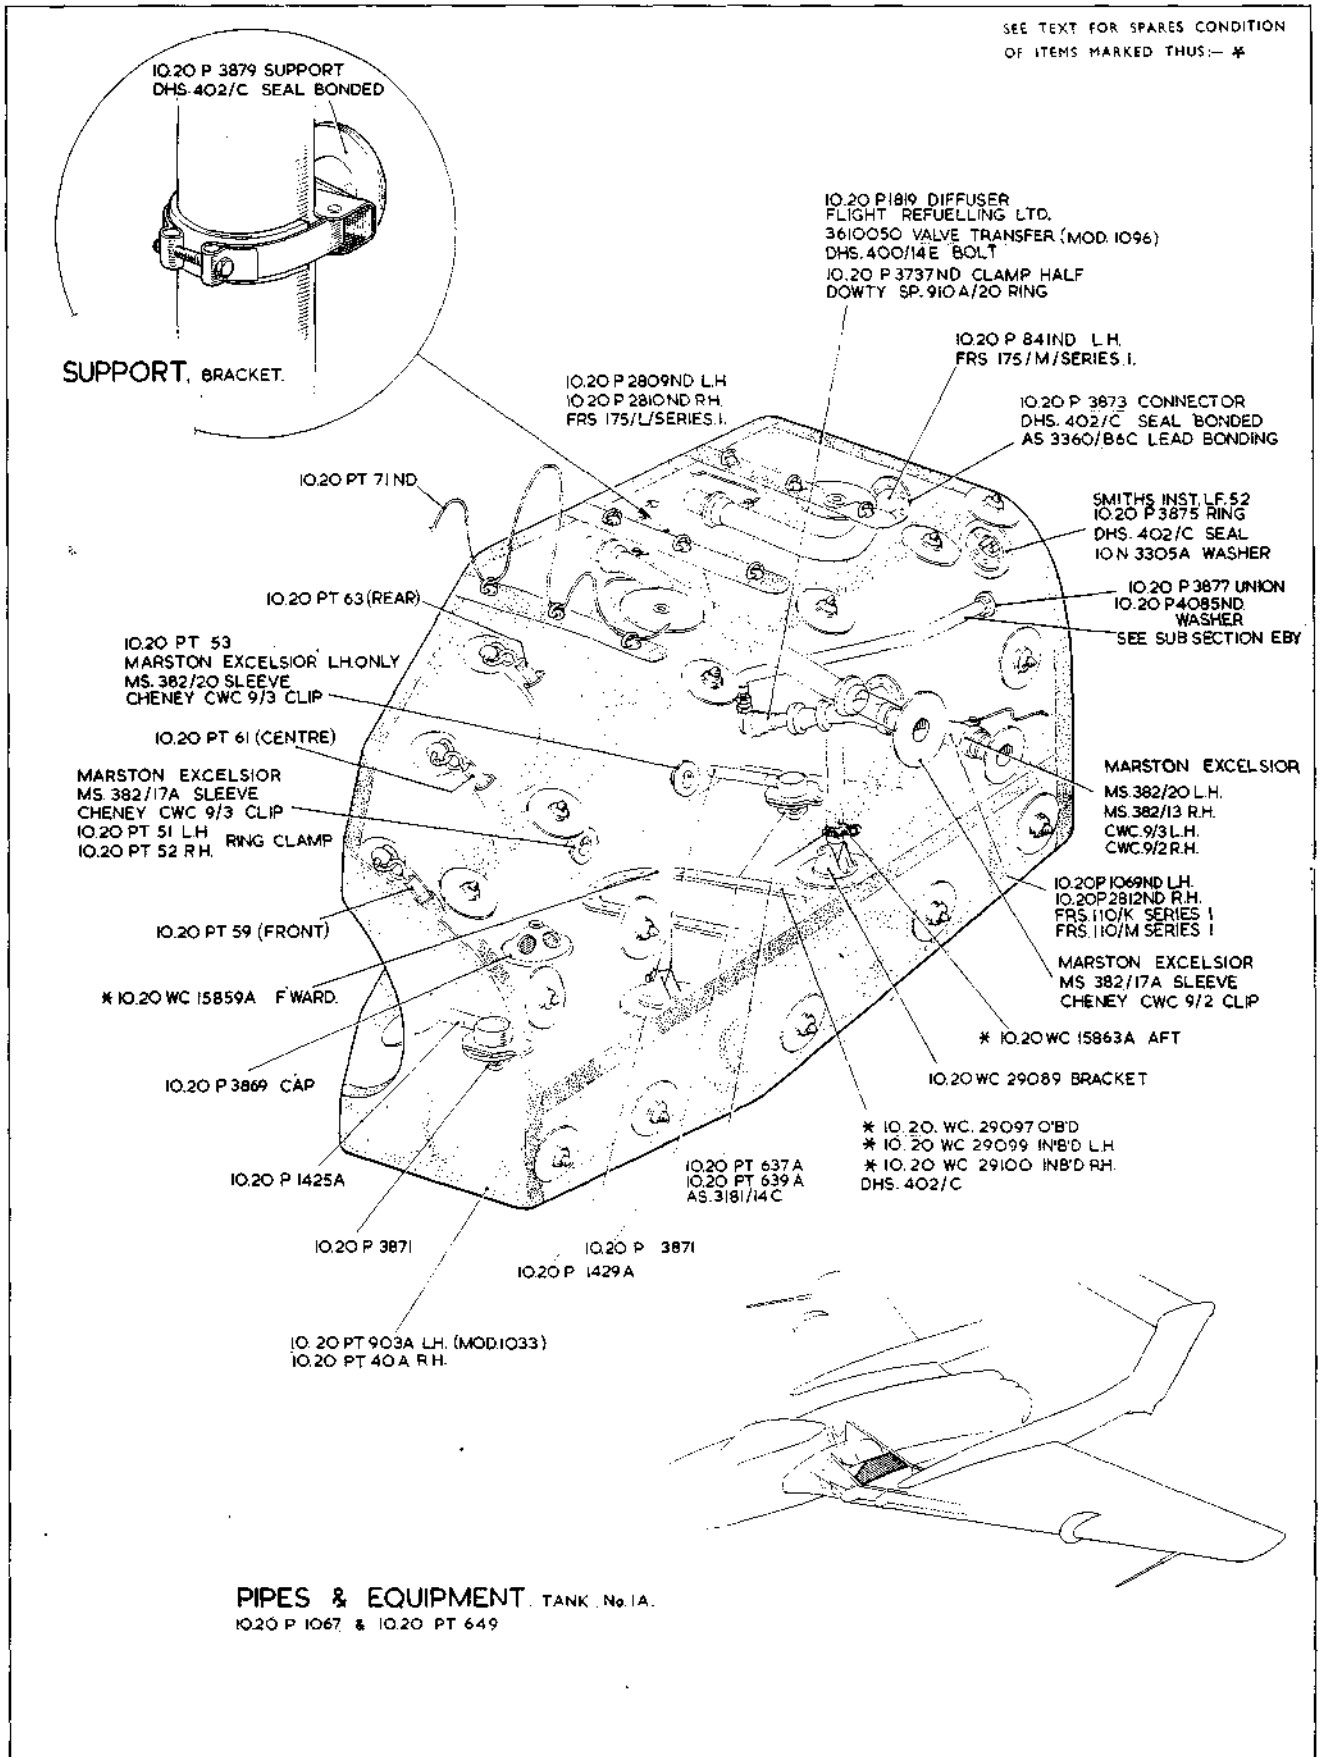 SEE TEXT FOR SPARES CONDITION
OF ITEMS MARKED THUS:— *
10.20 P 3879 SUPPORT
DHS.402/C SEAL BONDED
SUPPORT, BRACKET.
10.20 P1819 DIFFUSER
FLIGHT REFUELLING LTD.
3610050 VALVE TRANSFER (MOD. 1096)
DHS. 400/14E BOLT
10.20 P 3737ND CLAMP HALF
DOWTY SP. 910 A/20 RING
10.20 P 841ND L.H.
FRS 175/M/SERIES.1.
10.20 P 2809ND L.H
10.20 P 2810ND R.H.
FRS 175/L/SERIES.1.
10.20 P 3873 CONNECTOR
DHS. 402/C SEAL BONDED
AS 3360/B6C LEAD BONDING
10.20 PT 71ND
SMITHS INST. LF. 52
10.20 P 3875 RING
DHS. 402/C SEAL
10 N 3305A WASHER
10.20 P 3877 UNION
10.20 P4085ND.
WASHER
SEE SUB SECTION EBY
10.20 PT 63 (REAR)
10.20 PT 53
MARSTON EXCELSIOR L.H.ONLY
MS. 382/20 SLEEVE
CHENEY CWC 9/3 CLIP
10.20 PT 61 (CENTRE)
MARSTON EXCELSIOR
MS. 382/17A SLEEVE
CHENEY CWC 9/3 CLIP
10.20 PT 51 L.H
10.20 PT 52 R.H. RING CLAMP
MARSTON EXCELSIOR
MS. 382/20 L.H.
MS. 382/13 R.H.
CWC. 9/3 L.H.
CWC. 9/2 R.H.
10.20P 1069ND L.H.
10.20P 2812ND R.H.
FRS. 110/K SERIES 1
FRS. 110/M SERIES 1
10.20 PT 59 (FRONT)
MARSTON EXCELSIOR
MS 382/17A SLEEVE
CHENEY CWC 9/2 CLIP
* 10.20 WC 15859A F'WARD.
* 10.20 WC 15863A AFT
10.20 P 3869 CAP
10.20 WC 29089 BRACKET
* 10.20. WC. 29097 O'B'D
* 10.20 WC 29099 IN'B'D L.H
* 10.20 WC 29100 INB'D R.H.
DHS. 402/C
10.20 P 1425A
10.20 PT 637A
10.20 PT 639A
AS. 3181/14C
10.20 P 3871
10.20 P 3871
10.20 P 1429A
10.20 PT 903A L.H. (MOD.1033)
10.20 PT 40A R.H.
PIPES & EQUIPMENT. TANK. No. 1A.
10.20 P 1067 & 10.20 PT 649